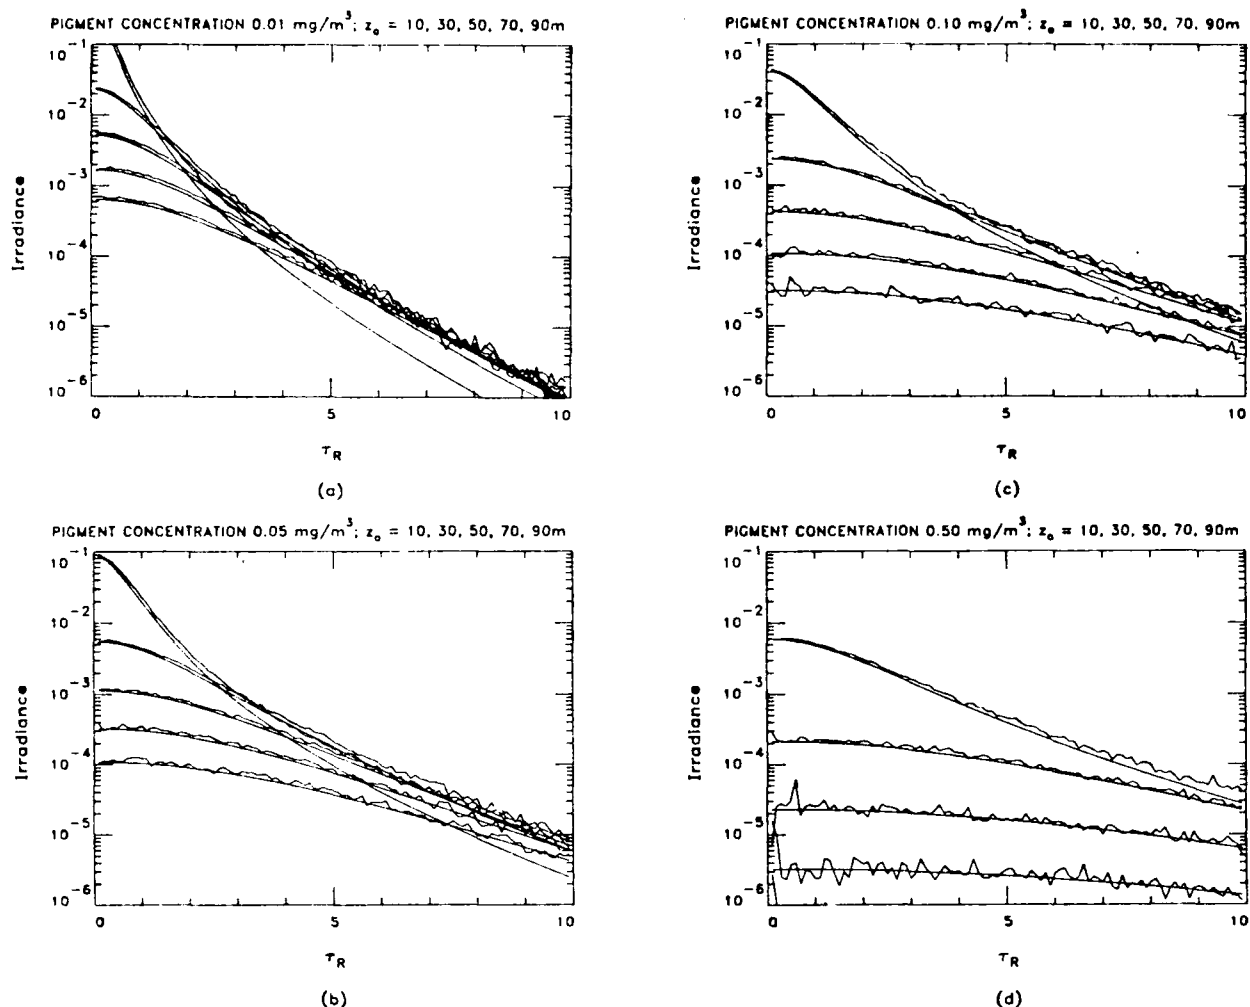 PIGMENT CONCENTRATION 0.01 mg/m³; z₀ = 10, 30, 50, 70, 90m
10⁻¹
10⁻²
10⁻³
10⁻⁴
10⁻⁵
10⁻⁶
Irradiance
0 5 10
τ_R
(a)
PIGMENT CONCENTRATION 0.05 mg/m³; z₀ = 10, 30, 50, 70, 90m
10⁻¹
10⁻²
10⁻³
10⁻⁴
10⁻⁵
10⁻⁶
Irradiance
0 5 10
τ_R
(b)
PIGMENT CONCENTRATION 0.10 mg/m³; z₀ = 10, 30, 50, 70, 90m
10⁻¹
10⁻²
10⁻³
10⁻⁴
10⁻⁵
10⁻⁶
Irradiance
0 5 10
τ_R
(c)
PIGMENT CONCENTRATION 0.50 mg/m³; z₀ = 10, 30, 50, 70, 90m
10⁻¹
10⁻²
10⁻³
10⁻⁴
10⁻⁵
10⁻⁶
Irradiance
0 5 10
τ_R
(d)